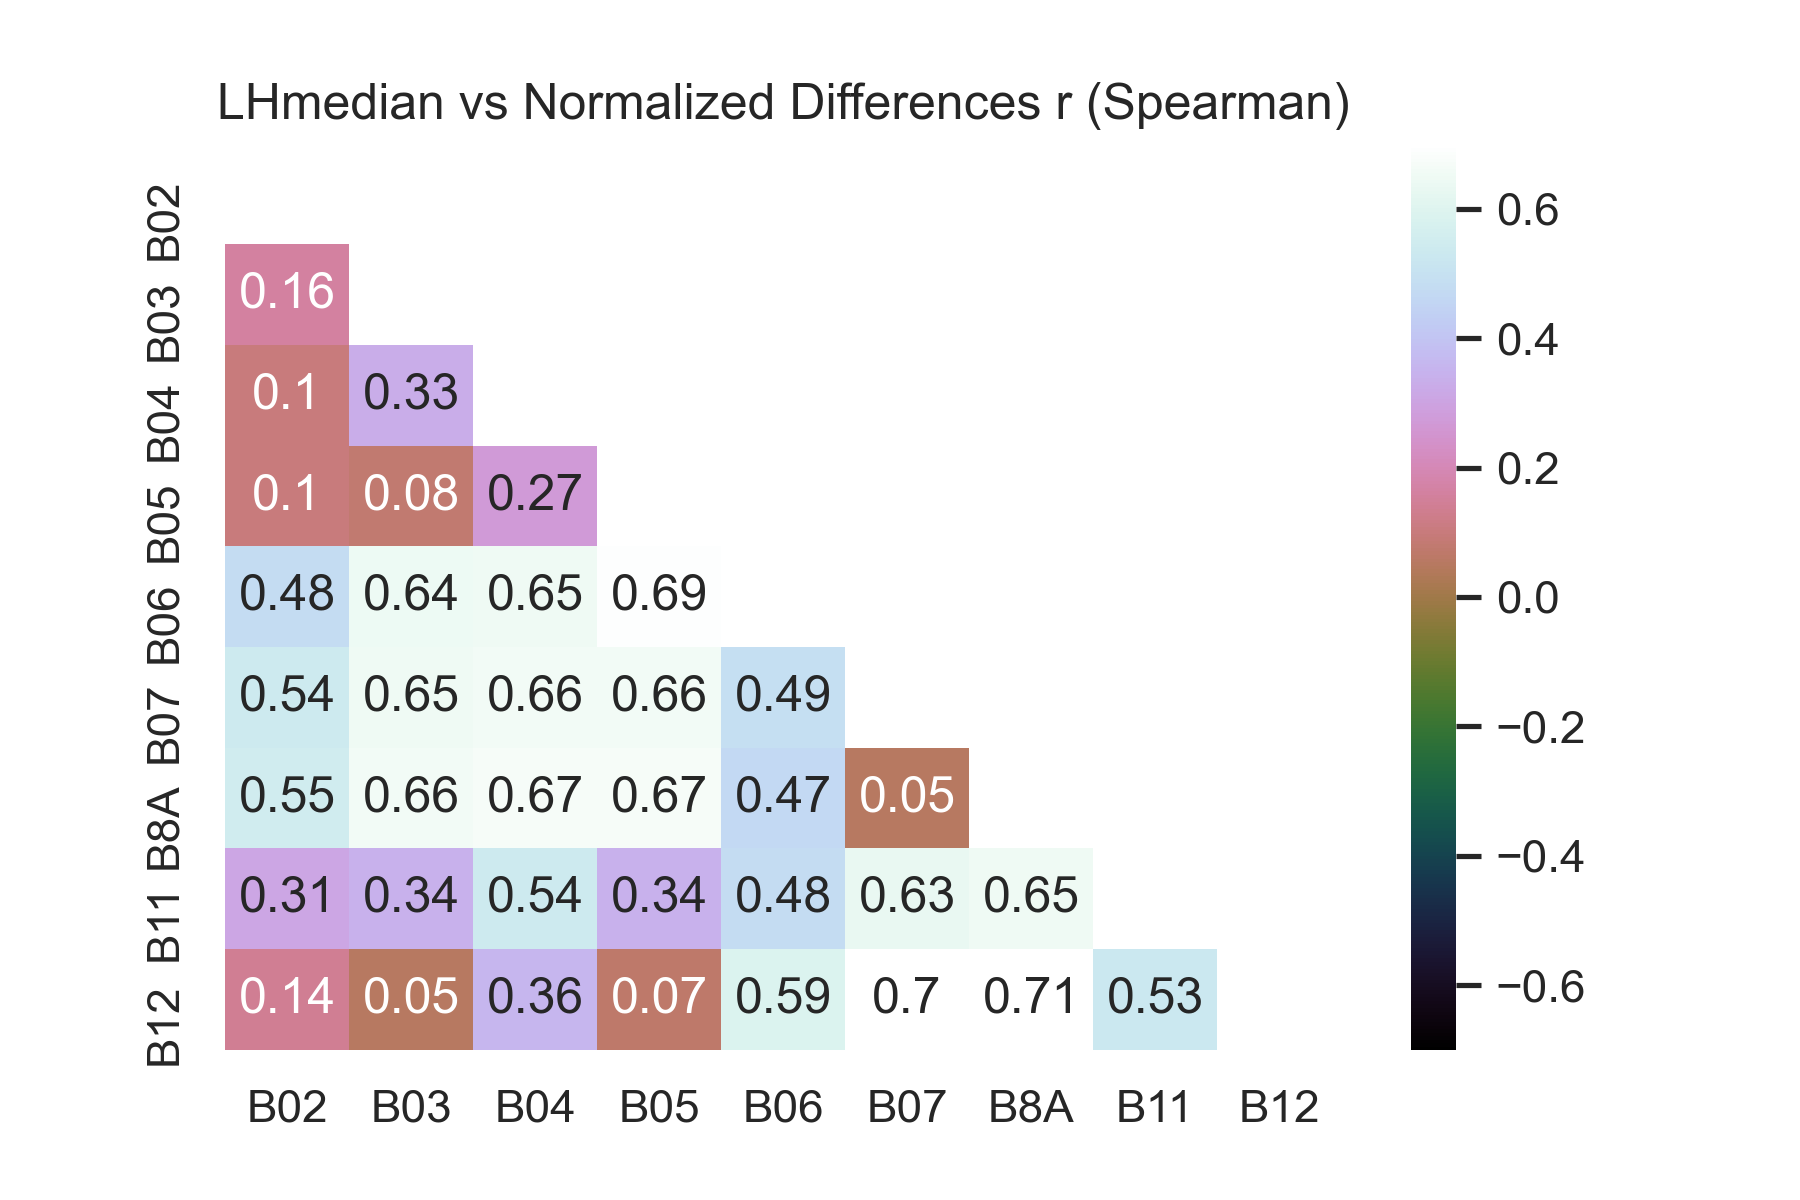 LHmedian vs Normalized Differences r (Spearman)
B02
B03 0.16
B04 0.1 0.33
B05 0.1 0.08 0.27
B06 0.48 0.64 0.65 0.69
B07 0.54 0.65 0.66 0.66 0.49
B8A 0.55 0.66 0.67 0.67 0.47 0.05
B11 0.31 0.34 0.54 0.34 0.48 0.63 0.65
B12 0.14 0.05 0.36 0.07 0.59 0.7 0.71 0.53
B02 B03 B04 B05 B06 B07 B8A B11 B12
0.6
0.4
0.2
0.0
−0.2
−0.4
−0.6